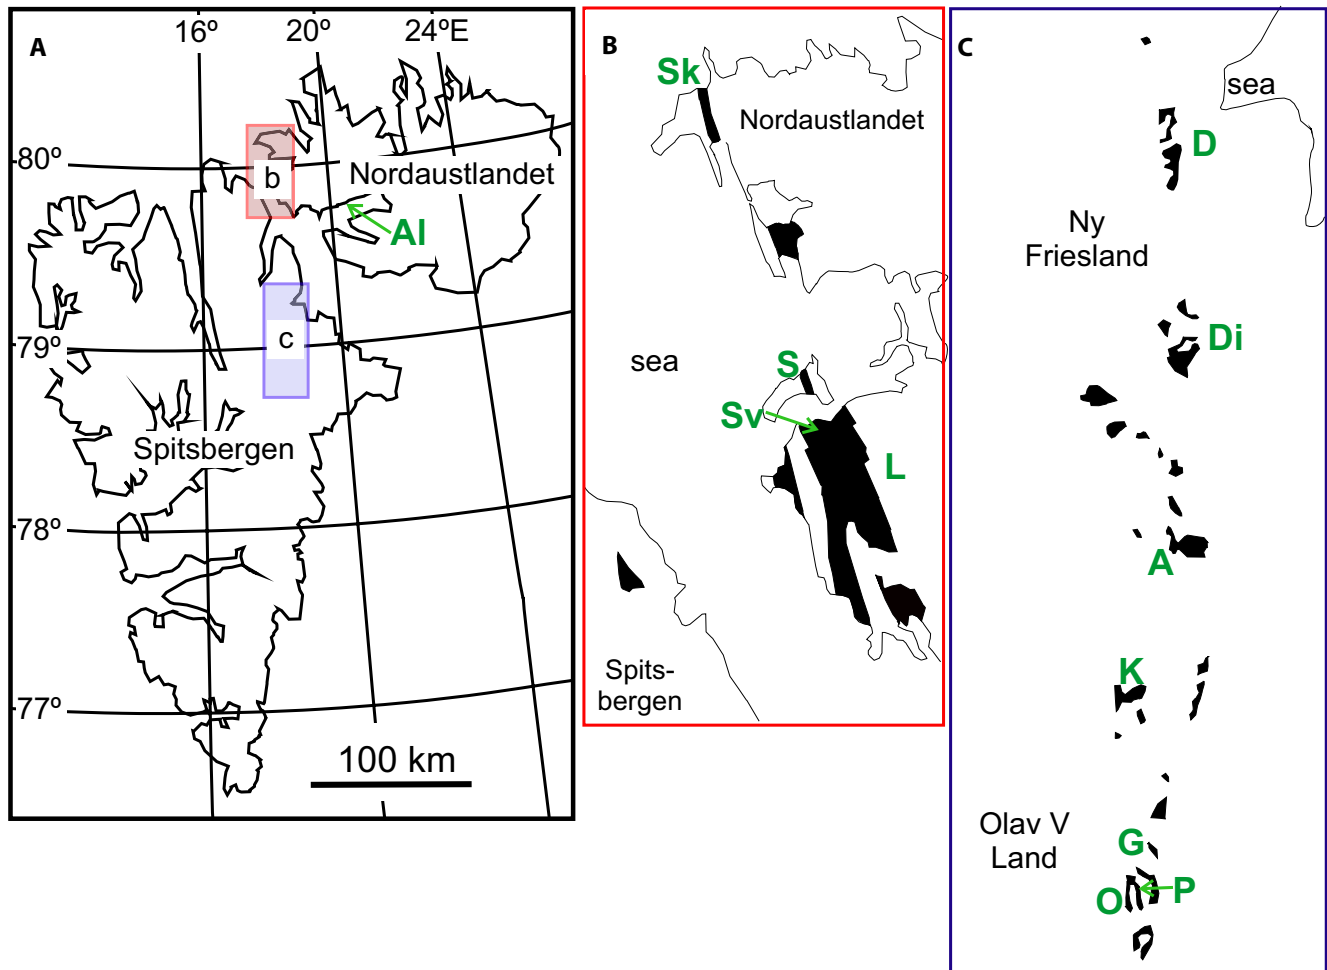 A
16º
20º
24ºE
80º
b
Nordaustlandet
Al
79º
c
Spitsbergen
78º
77º
100 km
B
Sk
Nordaustlandet
sea
S
Sv
L
Spits-
bergen
C
sea
D
Ny
Friesland
Di
A
K
Olav V
Land
G
O
P